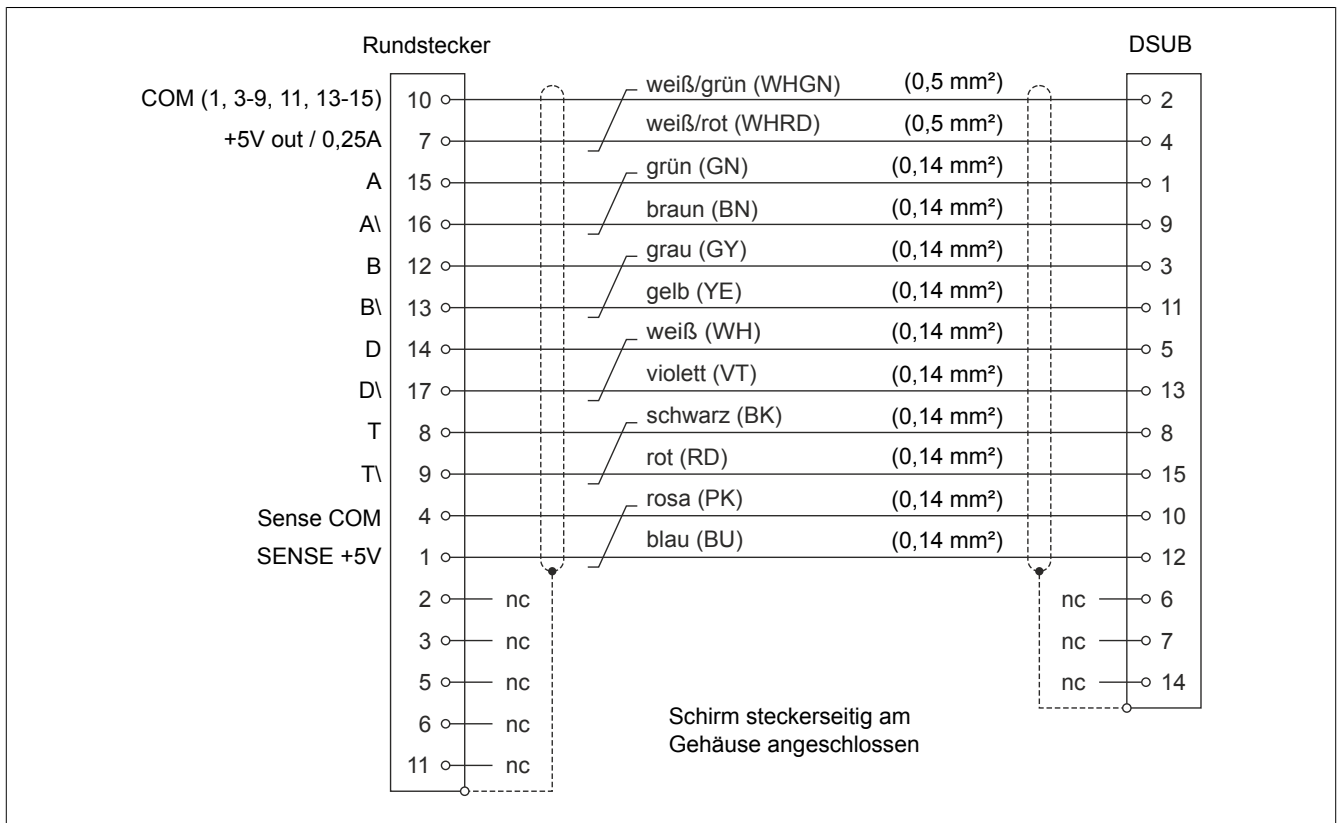 Rundstecker DSUB
COM (1, 3-9, 11, 13-15) 10 weiß/grün (WHGN) (0,5 mm²) 2
+5V out / 0,25A 7 weiß/rot (WHRD) (0,5 mm²) 4
A 15 grün (GN) (0,14 mm²) 1
A\ 16 braun (BN) (0,14 mm²) 9
B 12 grau (GY) (0,14 mm²) 3
B\ 13 gelb (YE) (0,14 mm²) 11
D 14 weiß (WH) (0,14 mm²) 5
D\ 17 violett (VT) (0,14 mm²) 13
T 8 schwarz (BK) (0,14 mm²) 8
T\ 9 rot (RD) (0,14 mm²) 15
Sense COM 4 rosa (PK) (0,14 mm²) 10
SENSE +5V 1 blau (BU) (0,14 mm²) 12
2 nc nc 6
3 nc nc 7
5 nc nc 14
6 nc
11 nc
Schirm steckerseitig am
Gehäuse angeschlossen